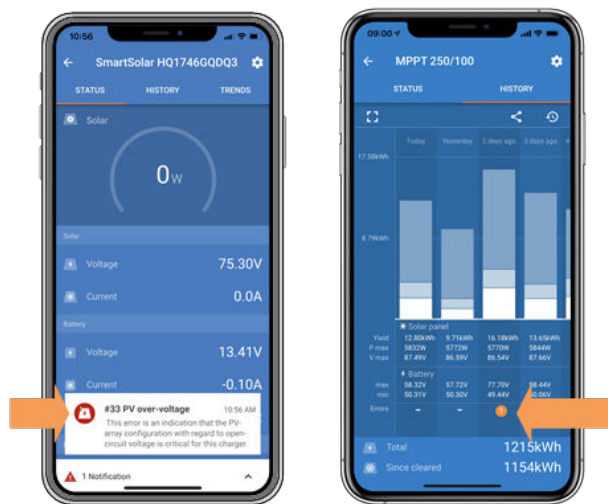 10:56
SmartSolar HQ1746GQDQ3
STATUS HISTORY TRENDS
Solar
0W
Solar
Voltage 75.30V
Current 0.0A
Battery
Voltage 13.41V
Current -0.10A
#33 PV over-voltage 10:56 AM
This error is an indication that the PV-
array configuration with regard to open-
circuit voltage is critical for this charger.
1 Notification
09:00
MPPT 250/100
STATUS HISTORY
Today Yesterday 2 days ago 3 days ago 4
17.58kWh
8.79kWh
Solar panel
Yield 12.80kWh 9.71kWh 16.18kWh 13.65kWh
P max 5832W 5772W 5770W 5844W
V max 87.49V 86.59V 86.54V 87.66V
Battery
max 58.32V 57.72V 77.70V 58.44V
min 50.31V 50.30V 49.44V 50.06V
Errors – – 1
Total 1215kWh
Since cleared 1154kWh